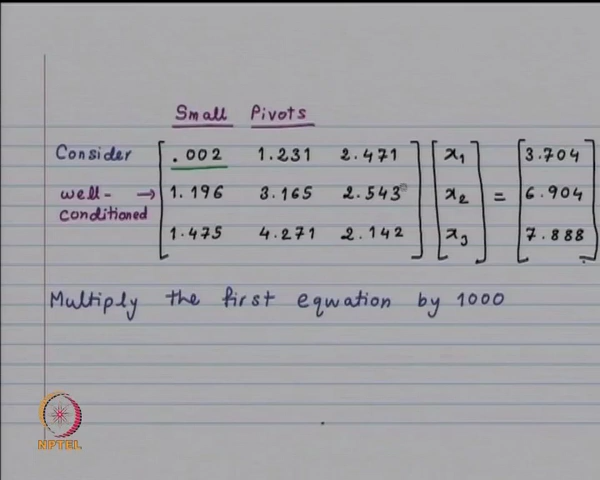 Small Pivots
Consider .002 1.231 2.471 x1 3.704
well- → 1.196 3.165 2.543 x2 = 6.904
conditioned 1.475 4.271 2.142 x3 7.888
Multiply the first equation by 1000
NPTEL